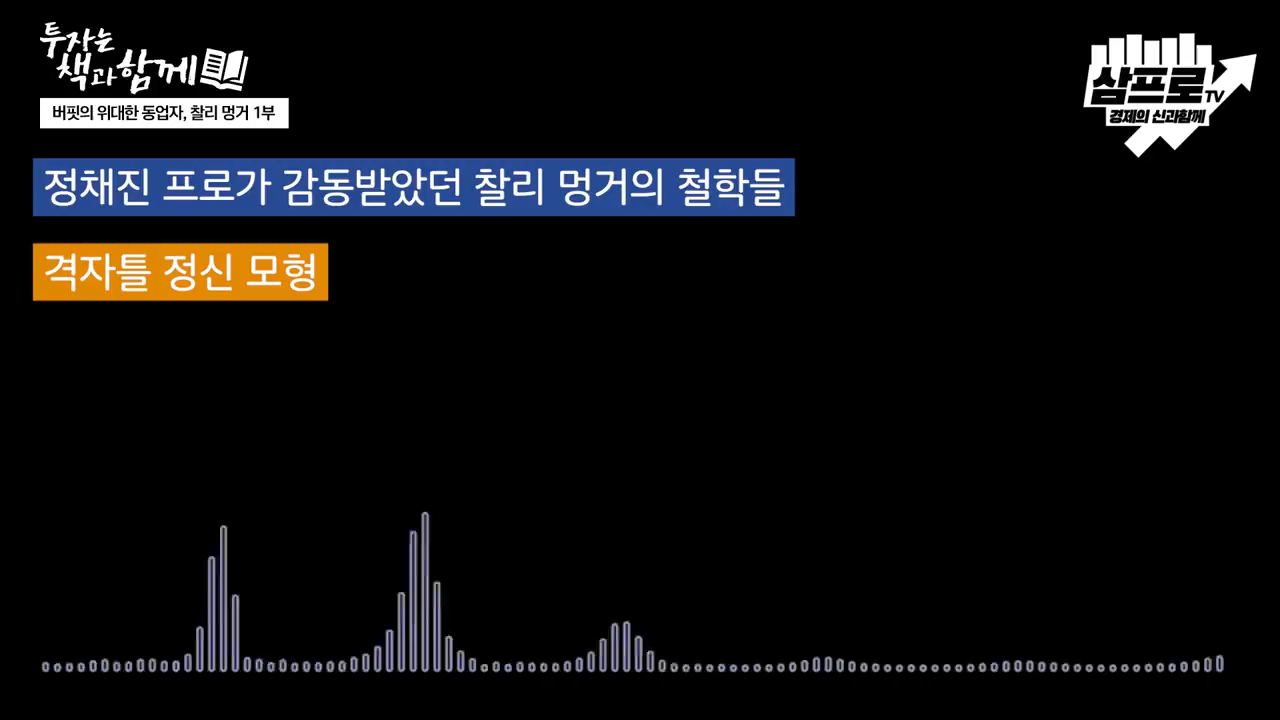 투자는
책과 함께
버핏의 위대한 동업자, 찰리 멍거 1부
삼프로TV
경제의 신과함께
정채진 프로가 감동받았던 찰리 멍거의 철학들
격자틀 정신 모형